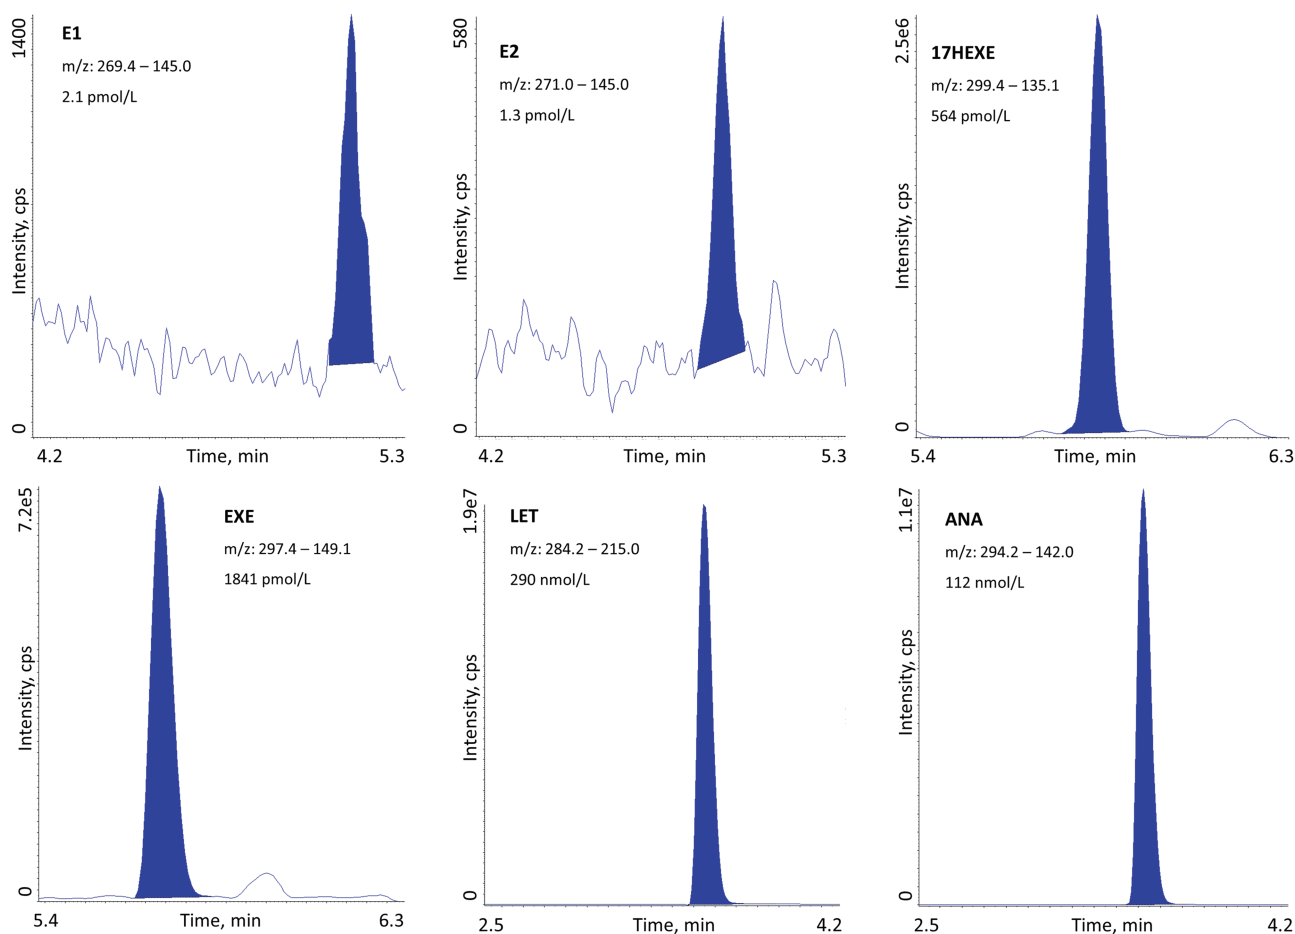 1400
E1
m/z: 269.4 – 145.0
2.1 pmol/L
Intensity, cps
0
4.2
Time, min
5.3
580
E2
m/z: 271.0 – 145.0
1.3 pmol/L
Intensity, cps
0
4.2
Time, min
5.3
2.5e6
17HEXE
m/z: 299.4 – 135.1
564 pmol/L
Intensity, cps
0
5.4
Time, min
6.3
7.2e5
EXE
m/z: 297.4 – 149.1
1841 pmol/L
Intensity, cps
0
5.4
Time, min
6.3
1.9e7
LET
m/z: 284.2 – 215.0
290 nmol/L
Intensity, cps
0
2.5
Time, min
4.2
1.1e7
ANA
m/z: 294.2 – 142.0
112 nmol/L
Intensity, cps
0
2.5
Time, min
4.2